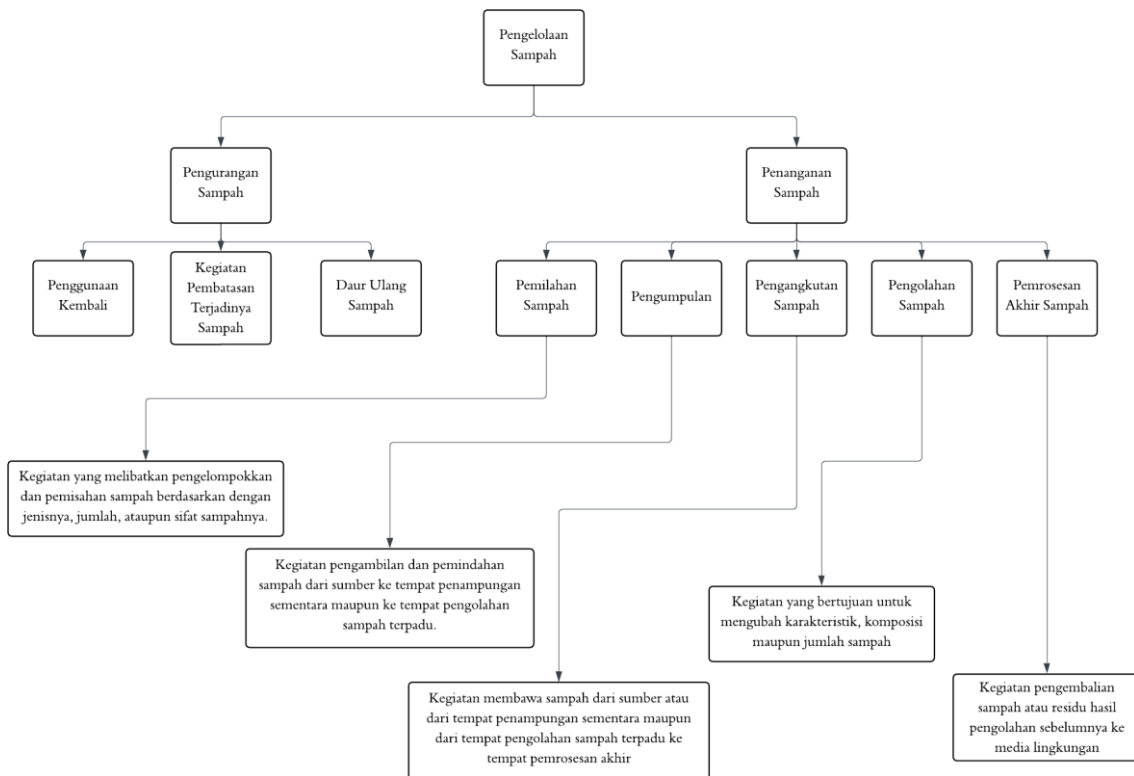 Pengelolaan
Sampah
Pengurangan
Sampah
Penanganan
Sampah
Penggunaan
Kembali
Kegiatan
Pembatasan
Terjadinya
Sampah
Daur Ulang
Sampah
Pemilahan
Sampah
Pengumpulan
Pengangkutan
Sampah
Pengolahan
Sampah
Pemrosesan
Akhir Sampah
Kegiatan yang melibatkan pengelompokkan
dan pemisahan sampah berdasarkan dengan
jenisnya, jumlah, ataupun sifat sampahnya.
Kegiatan pengambilan dan pemindahan
sampah dari sumber ke tempat penampungan
sementara maupun ke tempat pengolahan
sampah terpadu.
Kegiatan membawa sampah dari sumber atau
dari tempat penampungan sementara maupun
dari tempat pengolahan sampah terpadu ke
tempat pemrosesan akhir
Kegiatan yang bertujuan untuk
mengubah karakteristik, komposisi
maupun jumlah sampah
Kegiatan pengembalian
sampah atau residu hasil
pengolahan sebelumnya ke
media lingkungan